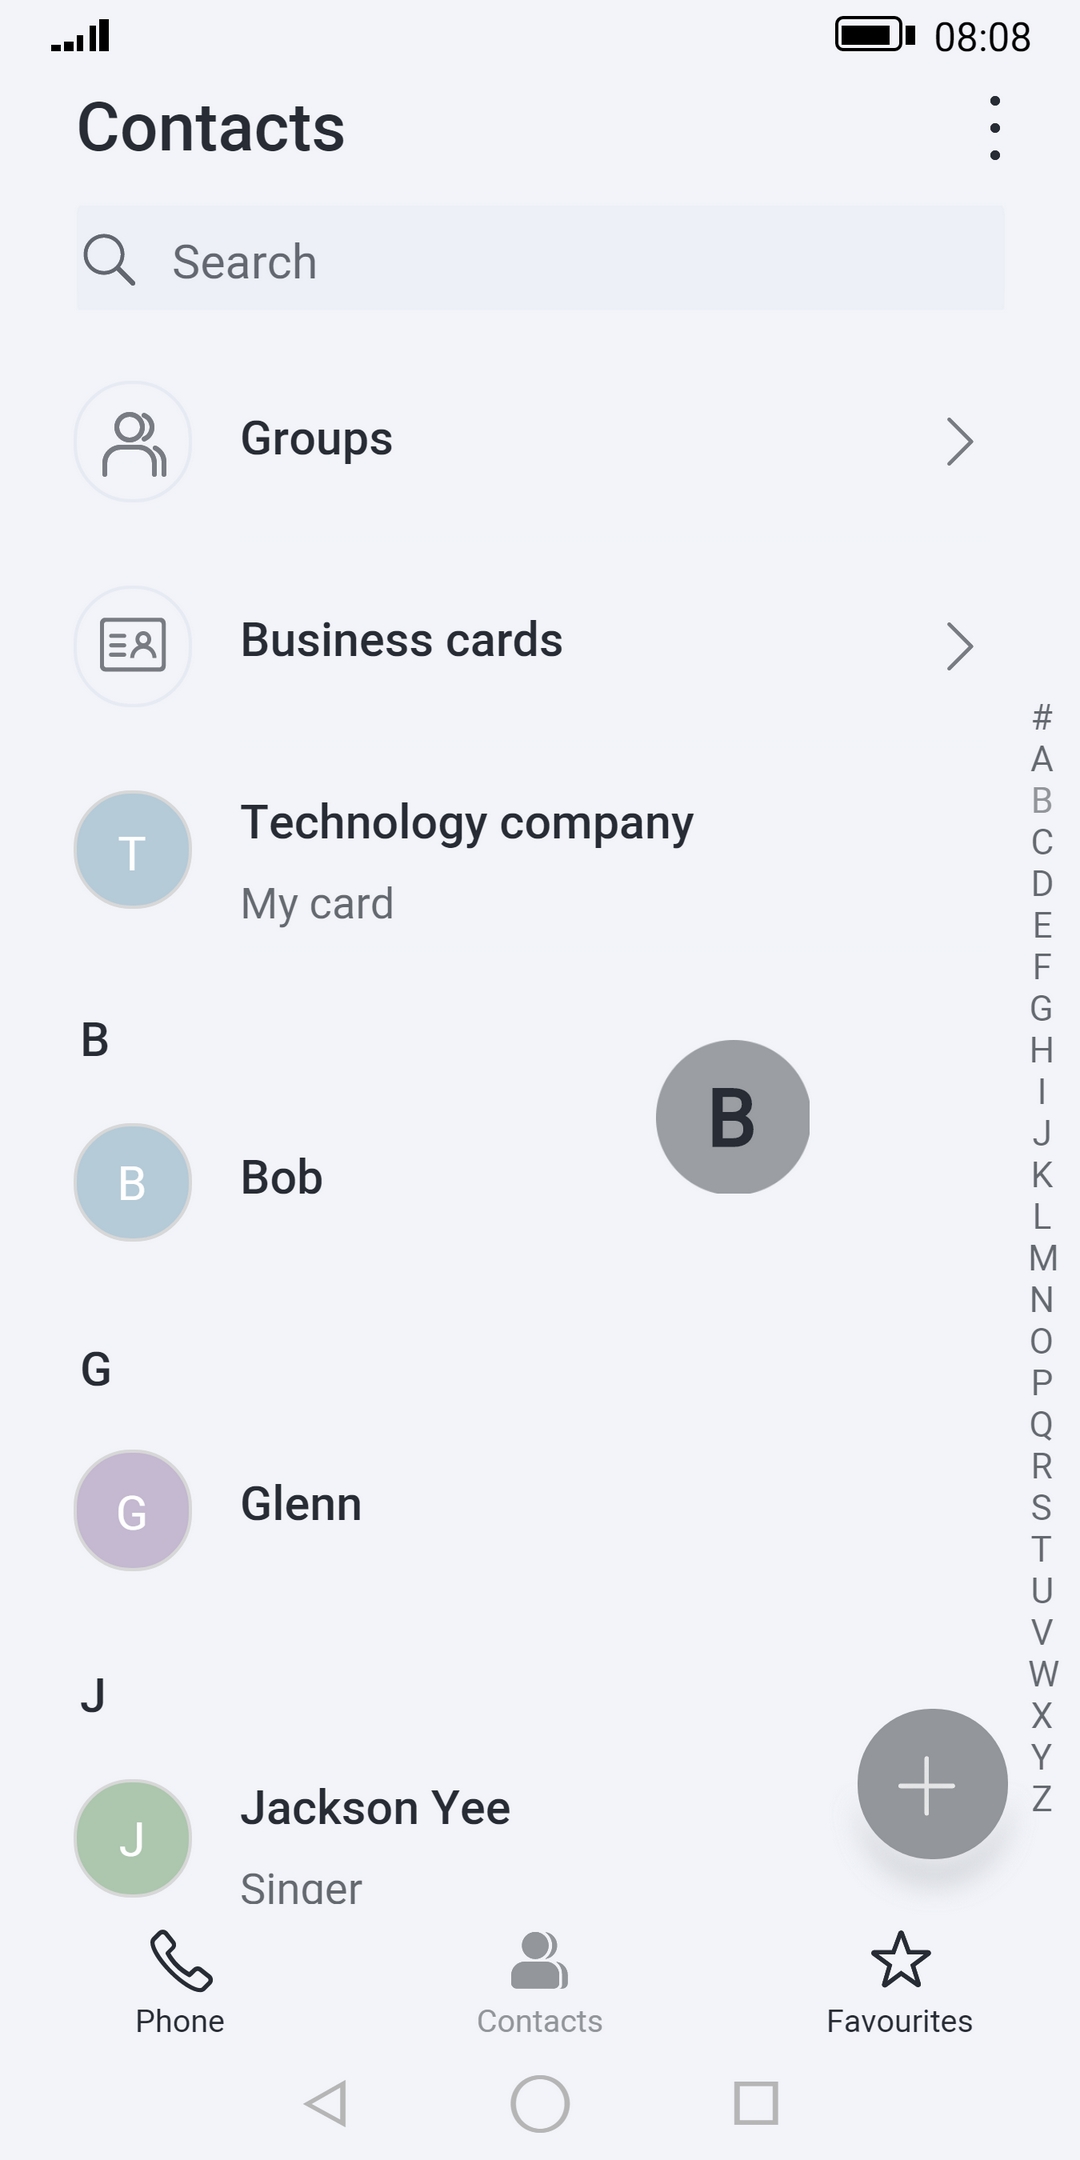 08:08
Contacts
Search
Groups
Business cards
T
Technology company
My card
B
B
B
Bob
G
G
Glenn
J
J
Jackson Yee
Singer
#
A
B
C
D
E
F
G
H
I
J
K
L
M
N
O
P
Q
R
S
T
U
V
W
X
Y
Z
Phone
Contacts
Favourites